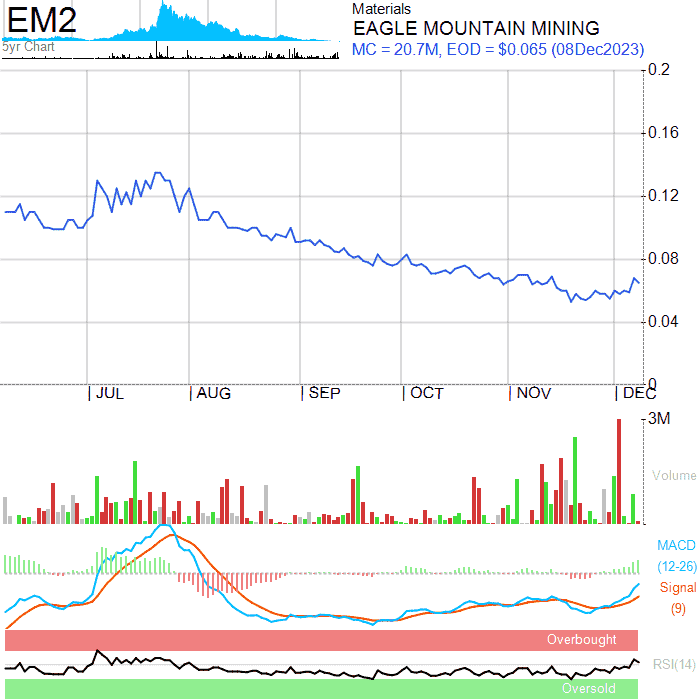 EM2
5yr Chart
Materials
EAGLE MOUNTAIN MINING
MC = 20.7M, EOD = $0.065 (08Dec2023)
0.2
0.16
0.12
0.08
0.04
0
JUL AUG SEP OCT NOV DEC
3M
Volume
MACD
(12-26)
Signal
(9)
Overbought
RSI(14)
Oversold